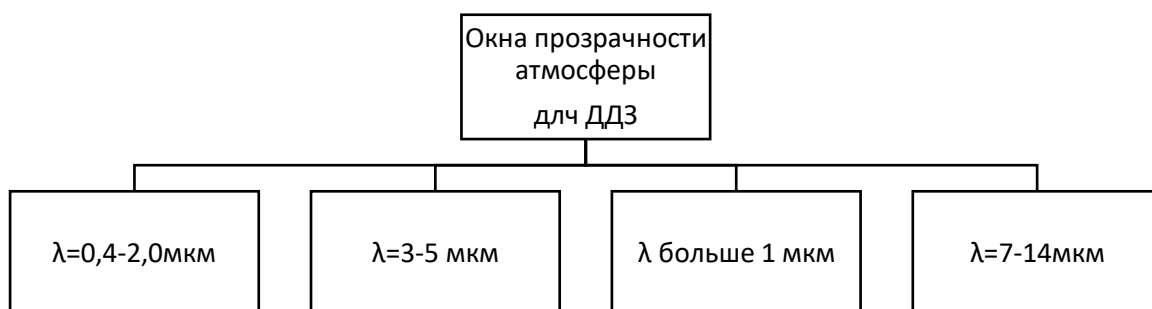 Окна прозрачности
атмосферы
длч ДДЗ
λ=0,4-2,0мкм
λ=3-5 мкм
λ больше 1 мкм
λ=7-14мкм